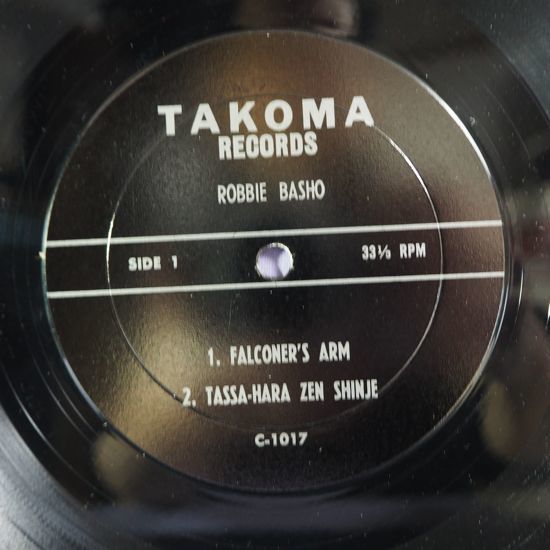 TAKOMA
RECORDS
ROBBIE BASHO
SIDE 1
33⅓ RPM
1. FALCONER'S ARM
2. TASSA-HARA ZEN SHINJE
C-1017